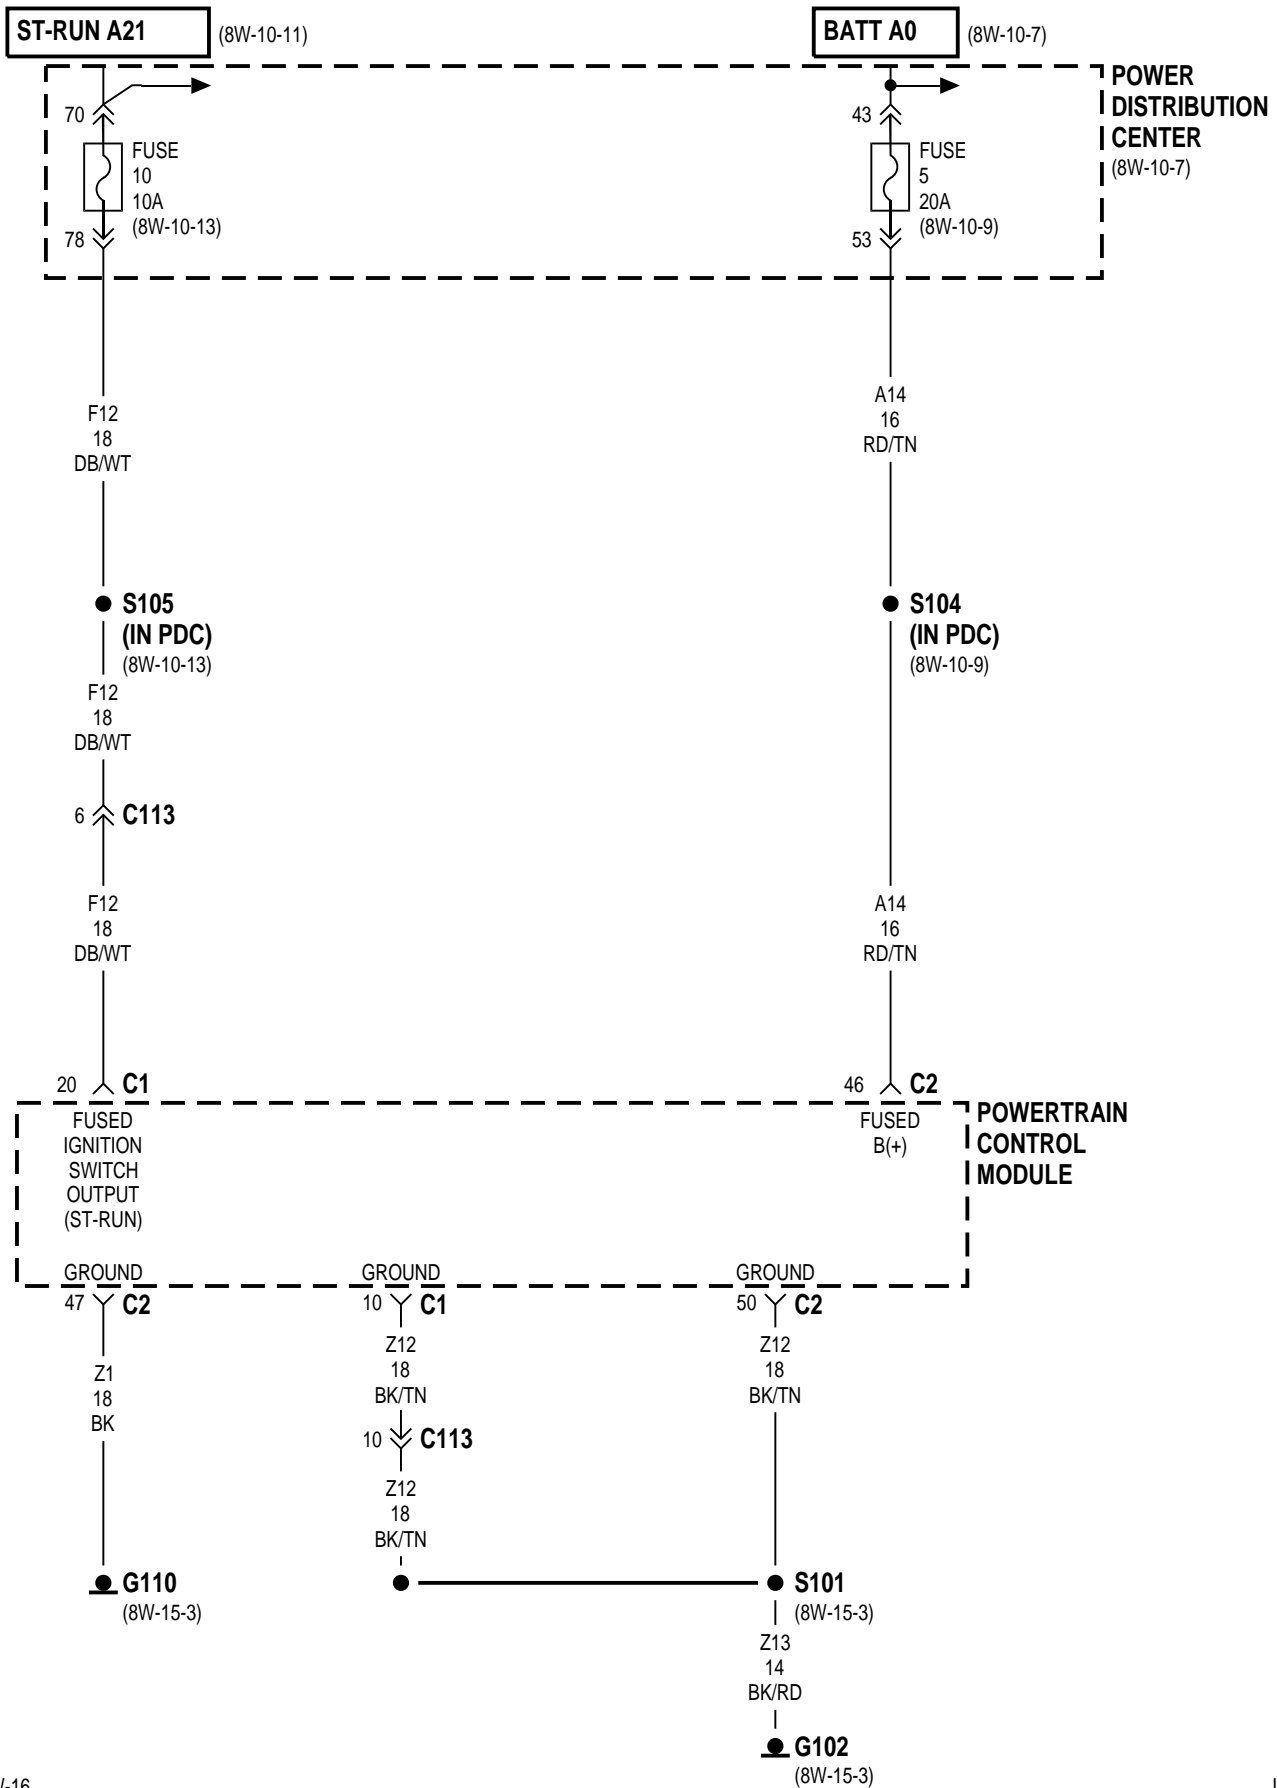 ST-RUN A21 (8W-10-11) BATT A0 (8W-10-7)
POWER
DISTRIBUTION
CENTER
(8W-10-7)
70 43
FUSE
10
10A
(8W-10-13)
78
FUSE
5
20A
(8W-10-9)
53
F12
18
DB/WT
A14
16
RD/TN
S105
(IN PDC)
(8W-10-13)
S104
(IN PDC)
(8W-10-9)
F12
18
DB/WT
6 C113
F12
18
DB/WT
A14
16
RD/TN
20 C1 46 C2
FUSED
IGNITION
SWITCH
OUTPUT
(ST-RUN)
FUSED
B(+)
POWERTRAIN
CONTROL
MODULE
GROUND GROUND GROUND
47 C2 10 C1 50 C2
Z1
18
BK
Z12
18
BK/TN
Z12
18
BK/TN
10 C113
Z12
18
BK/TN
G110
(8W-15-3)
S101
(8W-15-3)
Z13
14
BK/RD
G102
(8W-15-3)